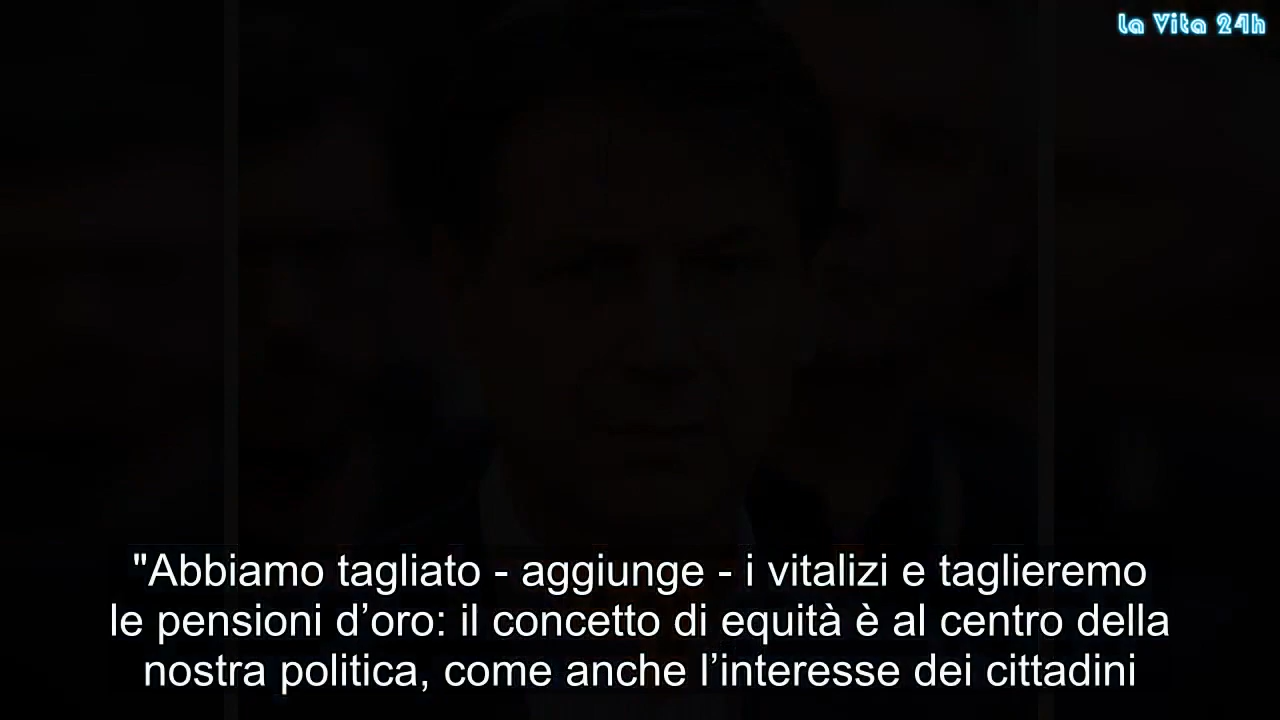 La Vita 24h
"Abbiamo tagliato - aggiunge - i vitalizi e taglieremo
le pensioni d’oro: il concetto di equità è al centro della
nostra politica, come anche l’interesse dei cittadini